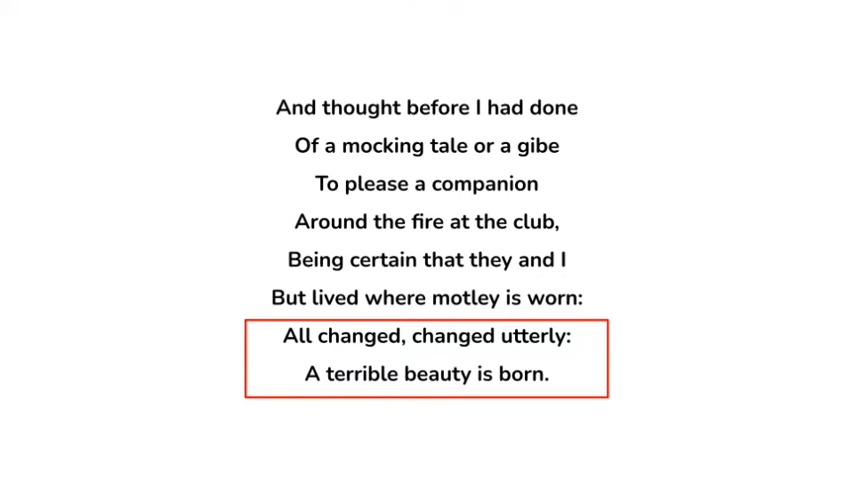 And thought before I had done
Of a mocking tale or a gibe
To please a companion
Around the fire at the club,
Being certain that they and I
But lived where motley is worn:
All changed, changed utterly:
A terrible beauty is born.